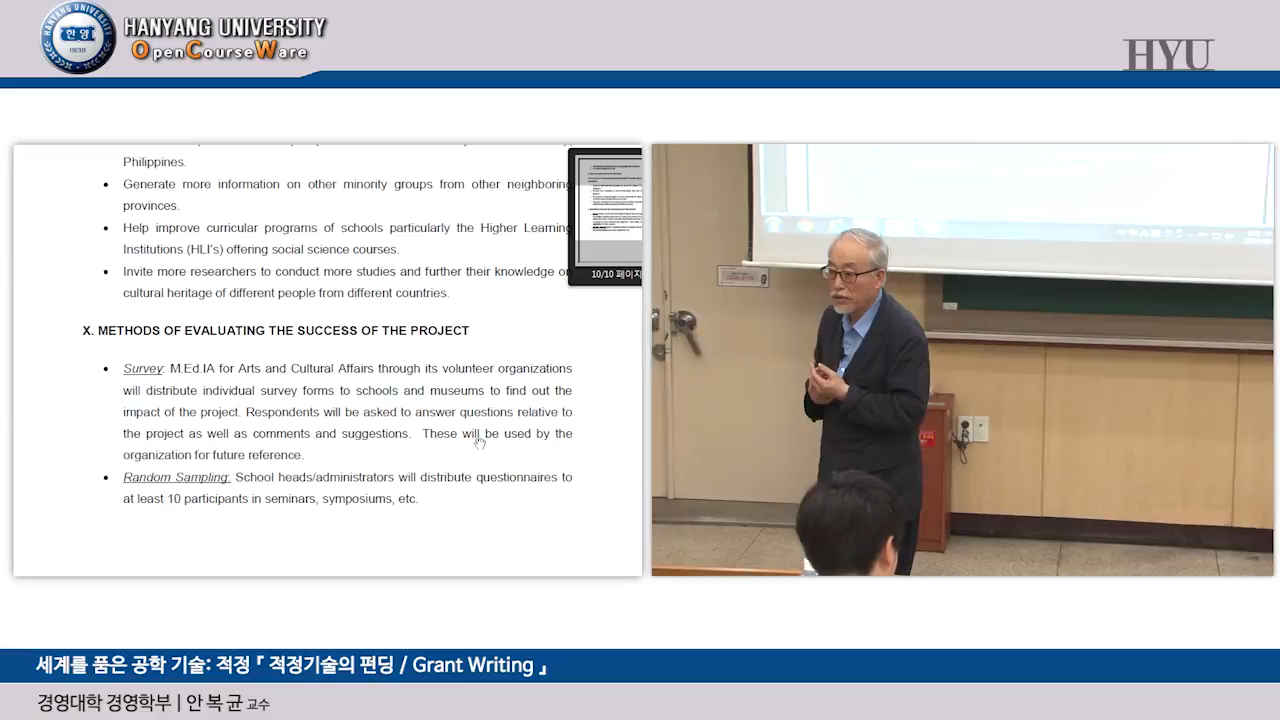 HANYANG UNIVERSITY
OpenCourseWare
HANYANG UNIVERSITY
한양
1939
HYU
Philippines.
Generate more information on other minority groups from other neighboring
provinces.
Help improve curricular programs of schools particularly the Higher Learning
Institutions (HLI's) offering social science courses.
Invite more researchers to conduct more studies and further their knowledge
cultural heritage of different people from different countries.
10/10 페이지
X. METHODS OF EVALUATING THE SUCCESS OF THE PROJECT
Survey: M.Ed.IA for Arts and Cultural Affairs through its volunteer organizations
will distribute individual survey forms to schools and museums to find out the
impact of the project. Respondents will be asked to answer questions relative to
the project as well as comments and suggestions. These will be used by the
organization for future reference.
Random Sampling: School heads/administrators will distribute questionnaires to
at least 10 participants in seminars, symposiums, etc.
세계를 품은 공학 기술: 적정 『 적정기술의 펀딩 / Grant Writing 』
경영대학 경영학부 | 안 복 균 교수